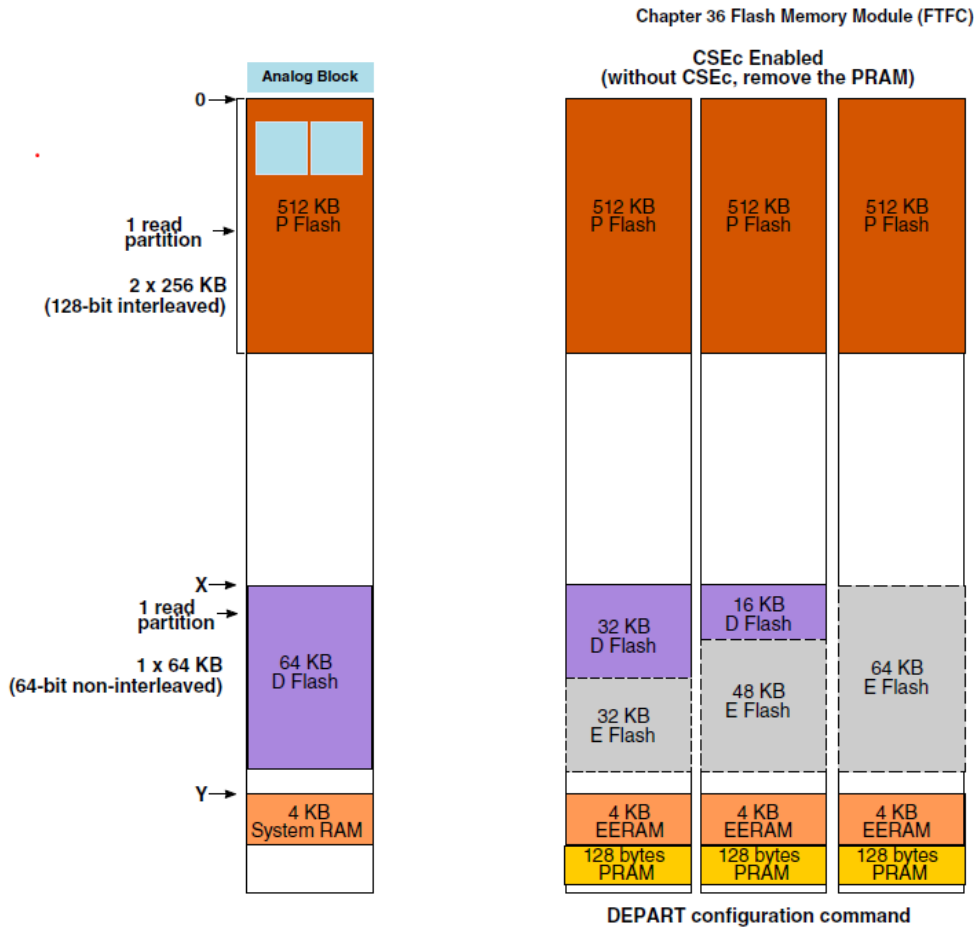 Chapter 36 Flash Memory Module (FTFC)
CSEc Enabled
(without CSEc, remove the PRAM)
Analog Block
0
512 KB
P Flash
1 read
partition
2 x 256 KB
(128-bit interleaved)
512 KB
P Flash
512 KB
P Flash
512 KB
P Flash
X
1 read
partition
1 x 64 KB
(64-bit non-interleaved)
64 KB
D Flash
32 KB
D Flash
32 KB
E Flash
16 KB
D Flash
48 KB
E Flash
64 KB
E Flash
Y
4 KB
System RAM
4 KB
EERAM
128 bytes
PRAM
4 KB
EERAM
128 bytes
PRAM
4 KB
EERAM
128 bytes
PRAM
DEPART configuration command